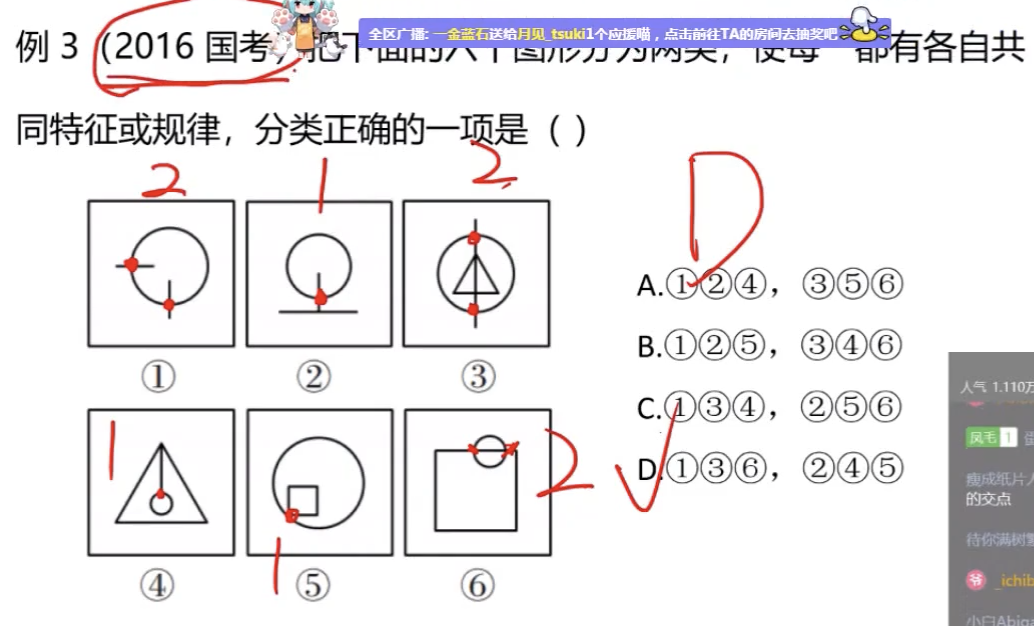 全区广播: 一金蓝石送给月见_tsuki1个应援喵，点击前往TA的房间去抽奖吧
例 3（2016 国考）把下面的六个图形分为两类，使每一 都有各自共
同特征或规律，分类正确的一项是（ ）
2 1 2
D
A.①②④，③⑤⑥
B.①②⑤，③④⑥
① ② ③
C.①③④，②⑤⑥
D.①③⑥，②④⑤
1 2
1
④ ⑤ ⑥
人气 1.110万
凤毛 1
瘦成纸片人
的交点
待你满树
爷 _ichib
小白Abig